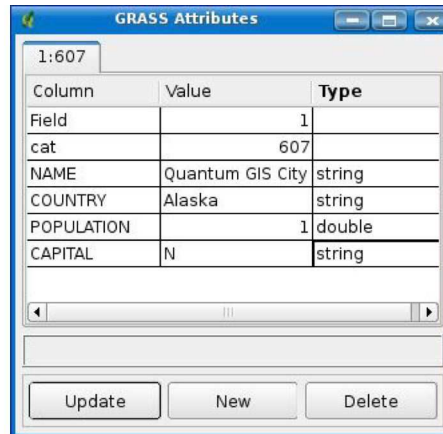 GRASS Attributes
1:607
Column Value Type
Field 1
cat 607
NAME Quantum GIS City string
COUNTRY Alaska string
POPULATION 1 double
CAPITAL N string
Update New Delete